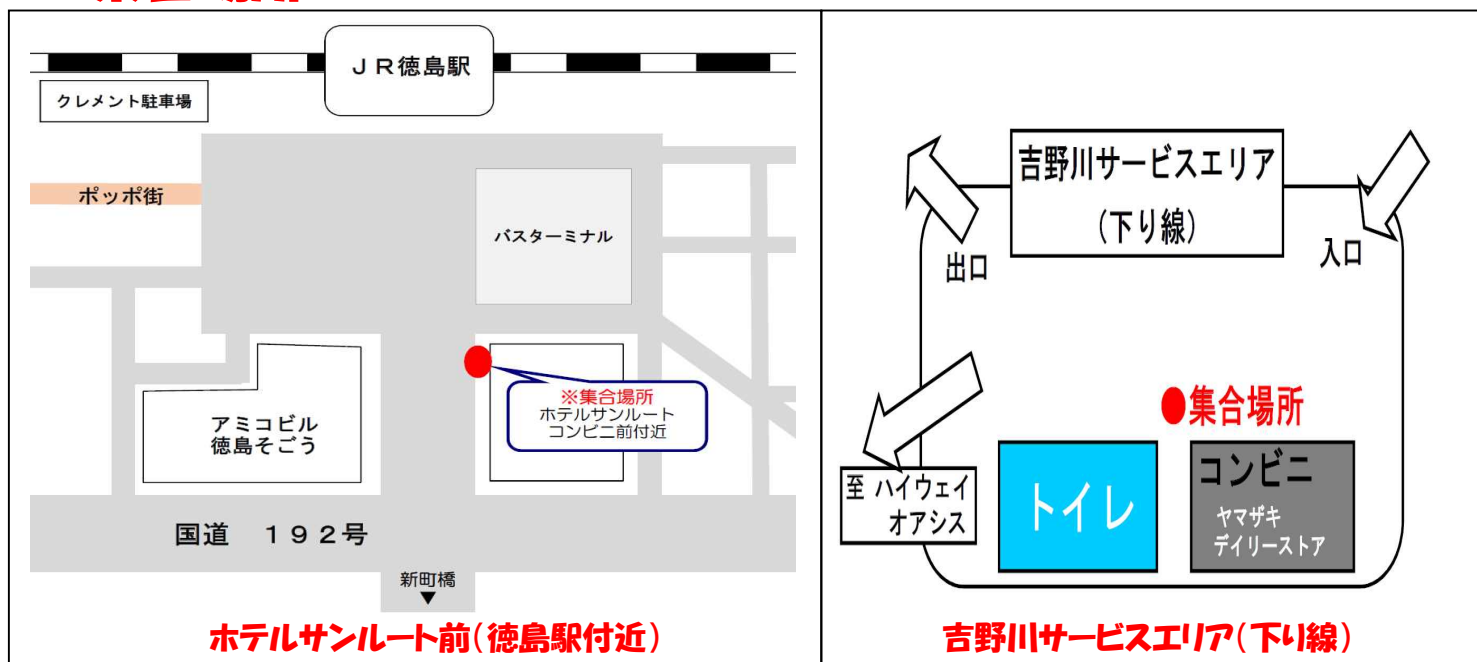 JR徳島駅
クレメント駐車場
ポッポ街
バスターミナル
※集合場所
ホテルサンルート
コンビニ前付近
アミコビル
徳島そごう
国道 192号
新町橋
▼
ホテルサンルート前(徳島駅付近)
吉野川サービスエリア
(下り線)
出口
入口
●集合場所
至 ハイウェイ
オアシス
トイレ
コンビニ
ヤマザキ
デイリーストア
吉野川サービスエリア(下り線)